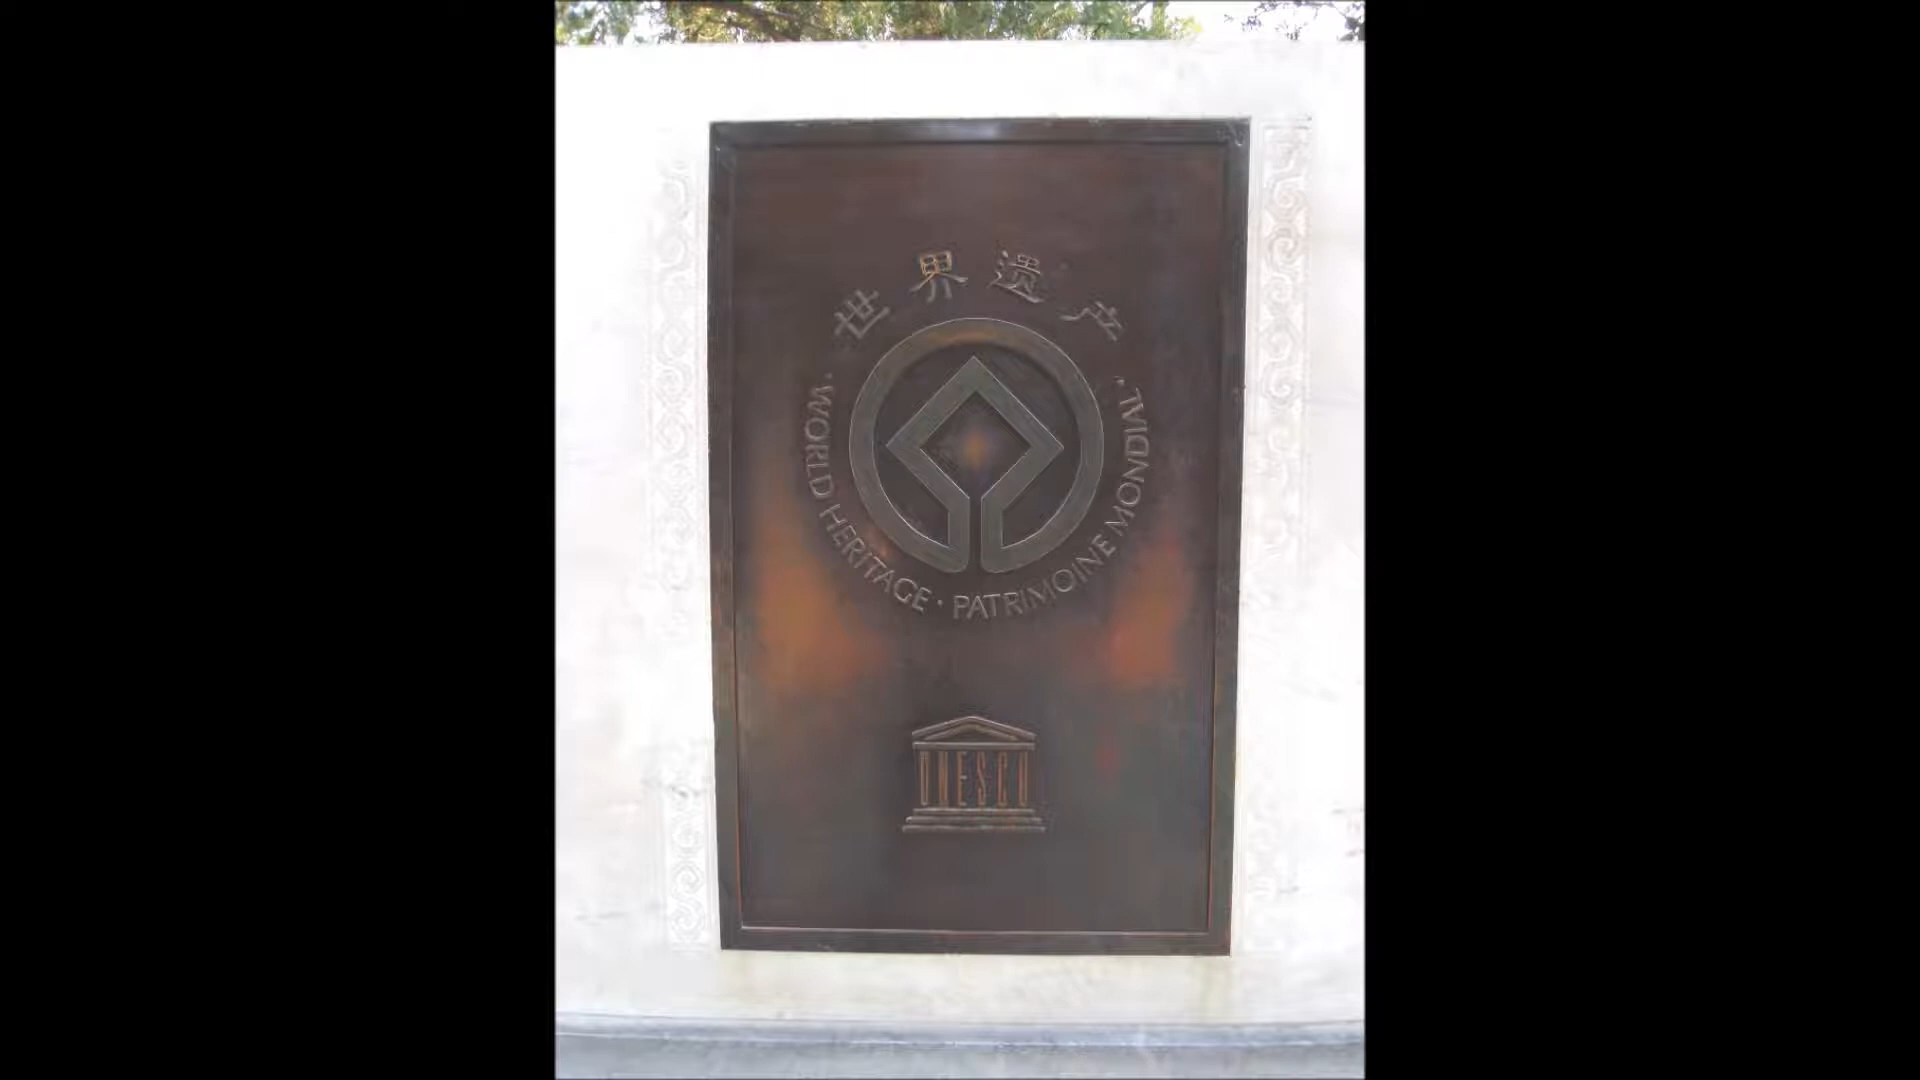 世界遗产
· WORLD HERITAGE · PATRIMOINE MONDIAL ·
UNESCO